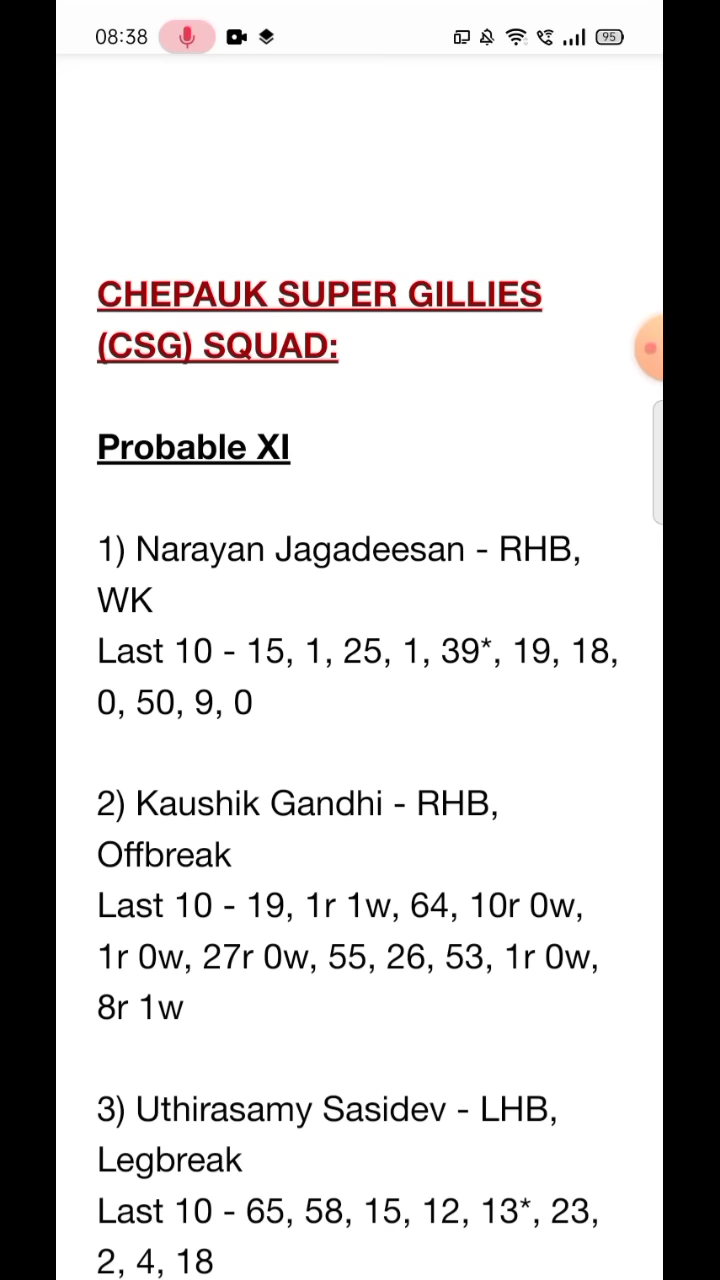 08:38
95
CHEPAUK SUPER GILLIES
(CSG) SQUAD:
Probable XI
1) Narayan Jagadeesan - RHB,
WK
Last 10 - 15, 1, 25, 1, 39*, 19, 18,
0, 50, 9, 0
2) Kaushik Gandhi - RHB,
Offbreak
Last 10 - 19, 1r 1w, 64, 10r 0w,
1r 0w, 27r 0w, 55, 26, 53, 1r 0w,
8r 1w
3) Uthirasamy Sasidev - LHB,
Legbreak
Last 10 - 65, 58, 15, 12, 13*, 23,
2, 4, 18